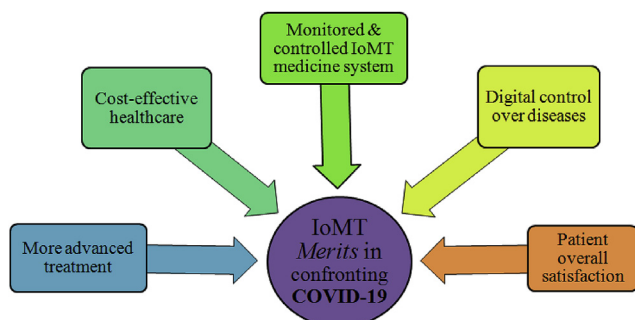 Monitored &
controlled IoMT
medicine system
Cost-effective
healthcare
Digital control
over diseases
More advanced
treatment
IoMT
Merits in
confronting
COVID-19
Patient
overall
satisfaction